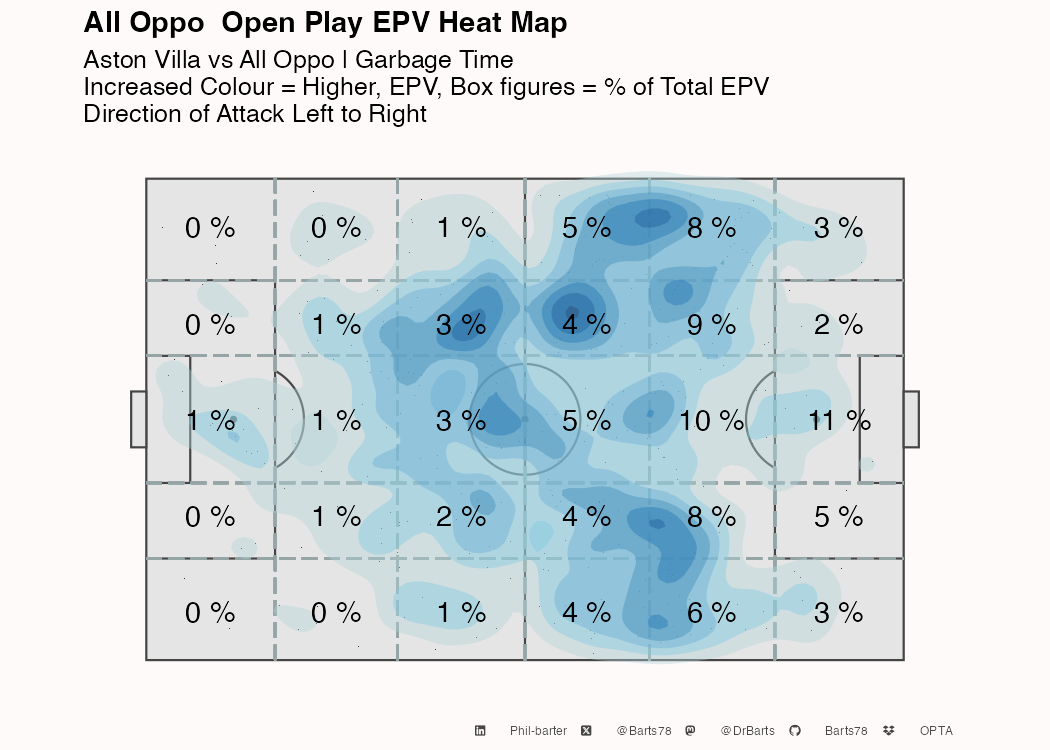 All Oppo  Open Play EPV Heat Map
Aston Villa vs All Oppo | Garbage Time
Increased Colour = Higher, EPV, Box figures = % of Total EPV
Direction of Attack Left to Right
0 % 0 % 1 % 5 % 8 % 3 %
0 % 1 % 3 % 4 % 9 % 2 %
1 % 1 % 3 % 5 % 10 % 11 %
0 % 1 % 2 % 4 % 8 % 5 %
0 % 0 % 1 % 4 % 6 % 3 %
Phil-barter @Barts78 @DrBarts Barts78 OPTA